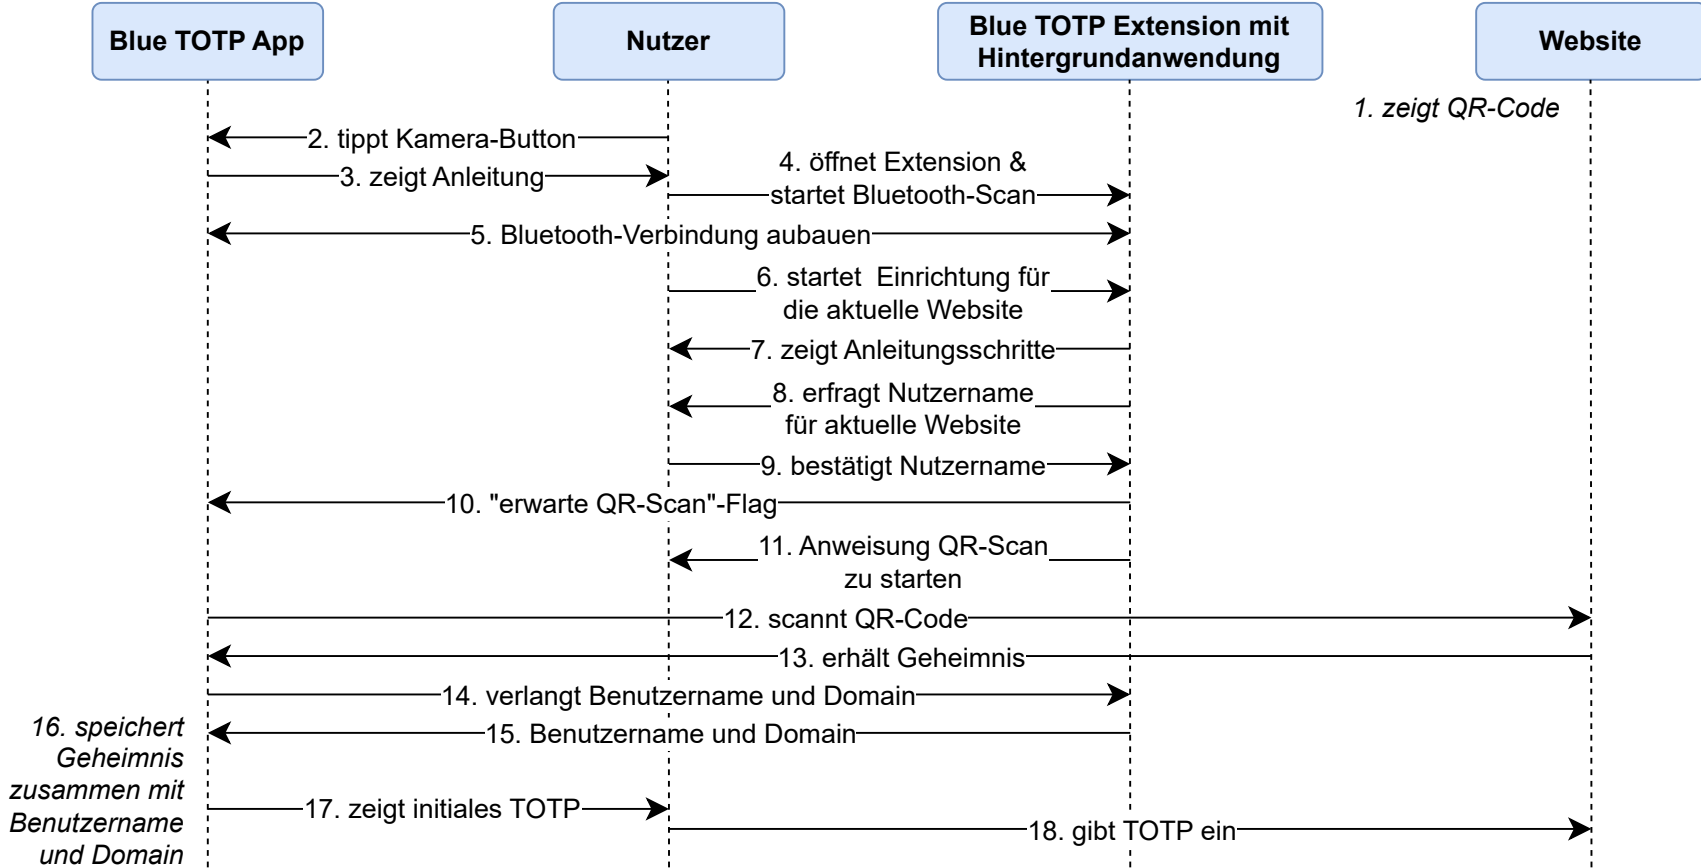 Blue TOTP App
Nutzer
Blue TOTP Extension mit
Hintergrundanwendung
Website
1. zeigt QR-Code
2. tippt Kamera-Button
3. zeigt Anleitung
4. öffnet Extension &
startet Bluetooth-Scan
5. Bluetooth-Verbindung aubauen
6. startet  Einrichtung für
die aktuelle Website
7. zeigt Anleitungsschritte
8. erfragt Nutzername
für aktuelle Website
9. bestätigt Nutzername
10. "erwarte QR-Scan"-Flag
11. Anweisung QR-Scan
zu starten
12. scannt QR-Code
13. erhält Geheimnis
14. verlangt Benutzername und Domain
15. Benutzername und Domain
16. speichert
Geheimnis
zusammen mit
Benutzername
und Domain
17. zeigt initiales TOTP
18. gibt TOTP ein